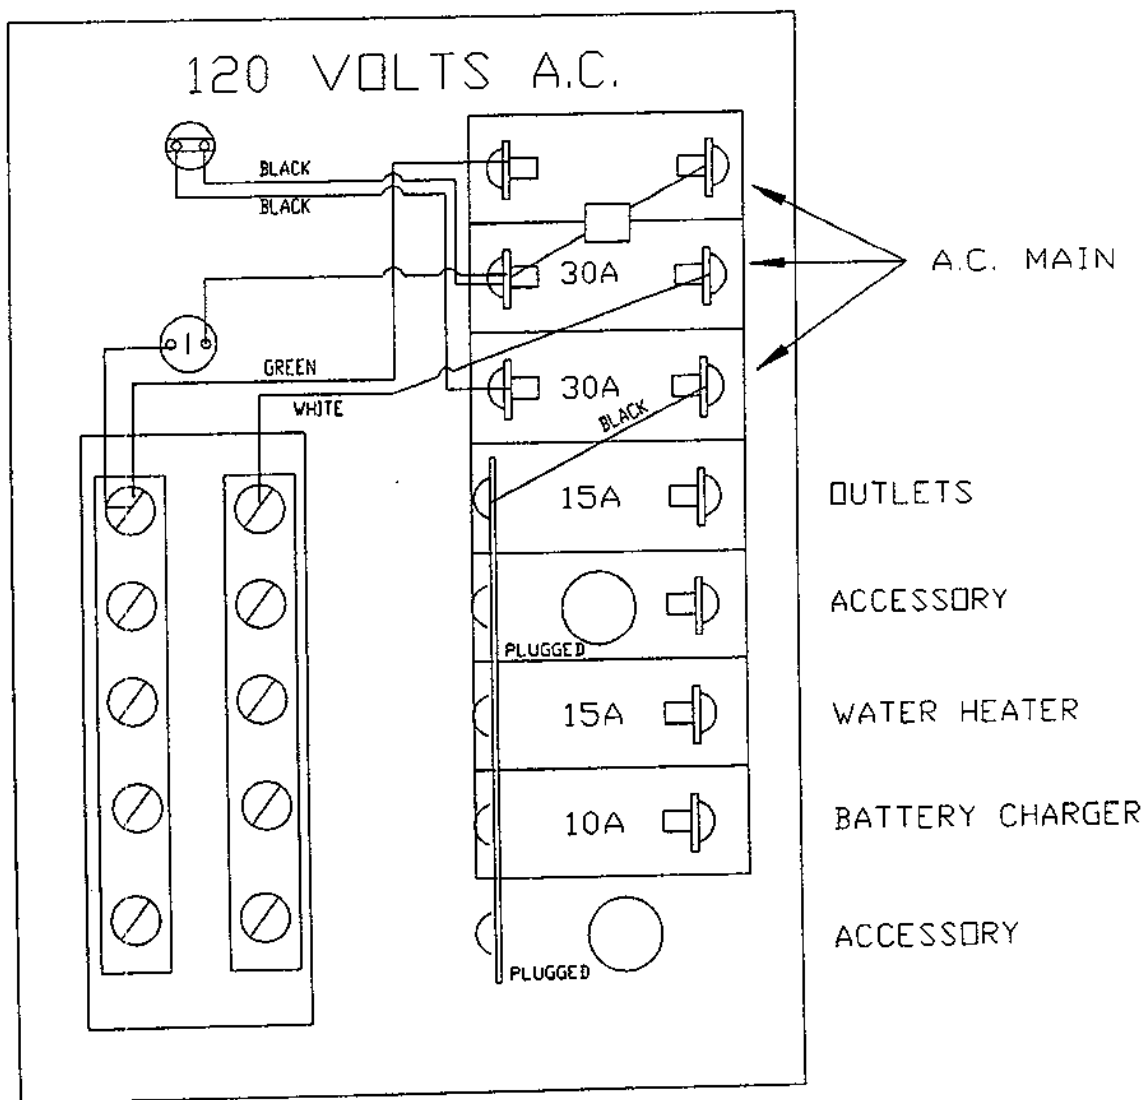 120 VOLTS A.C.
BLACK
BLACK
30A
A.C. MAIN
GREEN
WHITE
30A
BLACK
15A
OUTLETS
ACCESSORY
PLUGGED
15A
WATER HEATER
10A
BATTERY CHARGER
ACCESSORY
PLUGGED